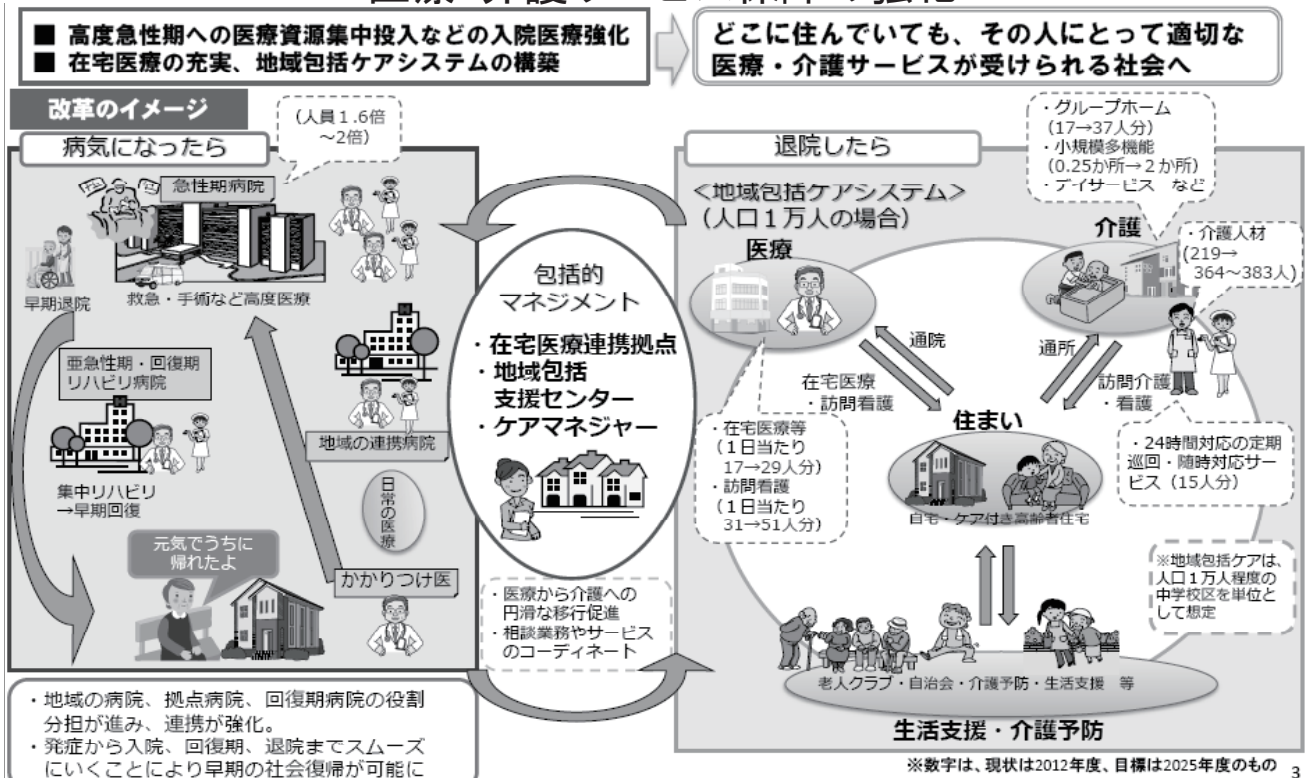 ■ 高度急性期への医療資源集中投入などの入院医療強化
■ 在宅医療の充実、地域包括ケアシステムの構築
どこに住んでいても、その人にとって適切な
医療・介護サービスが受けられる社会へ
改革のイメージ
病気になったら
(人員1.6倍
～2倍)
急性期病院
早期退院
救急・手術など高度医療
亜急性期・回復期
リハビリ病院
集中リハビリ
→早期回復
地域の連携病院
日常の医療
元気でうちに
帰れたよ
かかりつけ医
・地域の病院、拠点病院、回復期病院の役割
分担が進み、連携が強化。
・発症から入院、回復期、退院までスムーズ
にいくことにより早期の社会復帰が可能に
包括的
マネジメント
・在宅医療連携拠点
・地域包括
支援センター
・ケアマネジャー
・医療から介護への
円滑な移行促進
・相談業務やサービス
のコーディネート
退院したら
<地域包括ケアシステム>
(人口1万人の場合)
医療
介護
・グループホーム
(17→37人分)
・小規模多機能
(0.25か所→2か所)
・デイサービス など
・介護人材
(219→
364～383人)
通院
在宅医療
・訪問看護
通所
訪問介護
・看護
・在宅医療等
(1日当たり
17→29人分)
・訪問看護
(1日当たり
31→51人分)
住まい
自宅・ケア付き高齢者住宅
・24時間対応の定期
巡回・随時対応サー
ビス(15人分)
※地域包括ケアは、
人口1万人程度の
中学校区を単位と
して想定
老人クラブ・自治会・介護予防・生活支援 等
生活支援・介護予防
※数字は、現状は2012年度、目標は2025年度のもの
3